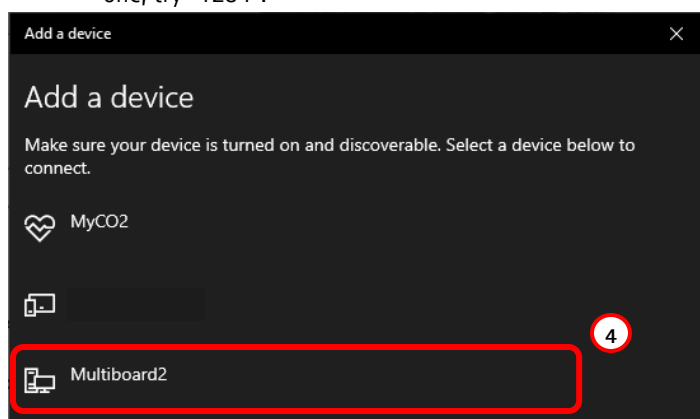 Add a device
Add a device
Make sure your device is turned on and discoverable. Select a device below to
connect.
MyCO2
4
Multiboard2